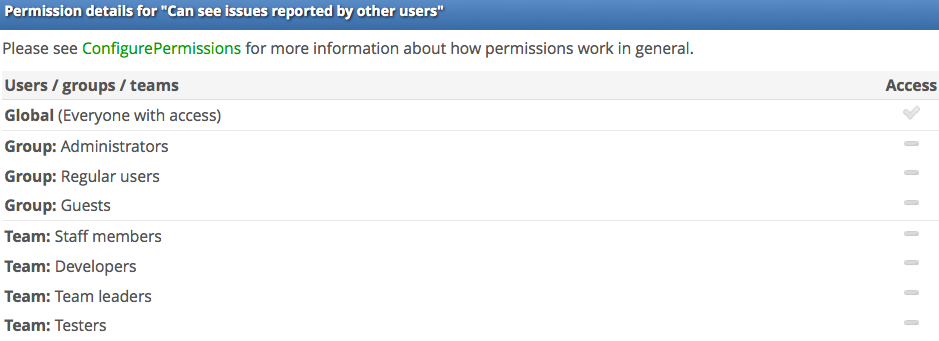 Permission details for "Can see issues reported by other users"
Please see ConfigurePermissions for more information about how permissions work in general.
Users / groups / teams Access
Global (Everyone with access)
Group: Administrators
Group: Regular users
Group: Guests
Team: Staff members
Team: Developers
Team: Team leaders
Team: Testers